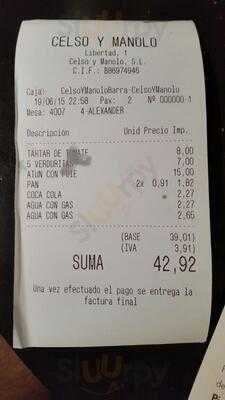 CELSO Y MANOLO
Libertad, 1
Celso y Manolo, S.L.
C.I.F.: B86974946
Caja: CelsoYManoloBarra-CelsoYManolo
19/06/15 22:58 Pax: 2 Nº 000000-1
Mesa: 4007 4-ALEXANDER
Descripción Unid Precio Imp.
TARTAR DE TOMATE 8,00
5 VERDURITAS 7,00
ATUN CON FOIE 15,00
PAN 2x 0,91 1,82
COCA COLA 2,27
AGUA CON GAS 2,27
AGUA CON GAS 2,65
(BASE 39,01)
(IVA 3,91)
SUMA 42,92
Una vez efectuado el pago se entrega la
factura final